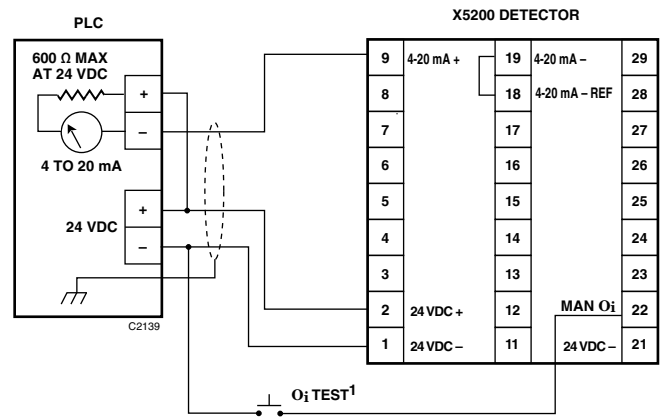 PLC
X5200 DETECTOR
600 Ω MAX
AT 24 VDC
+
–
4 TO 20 mA
24 VDC
+
–
C2139
9 4-20 mA + 19 4-20 mA – 29
8 18 4-20 mA – REF 28
7 17 27
6 16 26
5 15 25
4 14 24
3 13 23
2 24 VDC + 12 MAN Oi 22
1 24 VDC – 11 24 VDC – 21
Oi TEST1